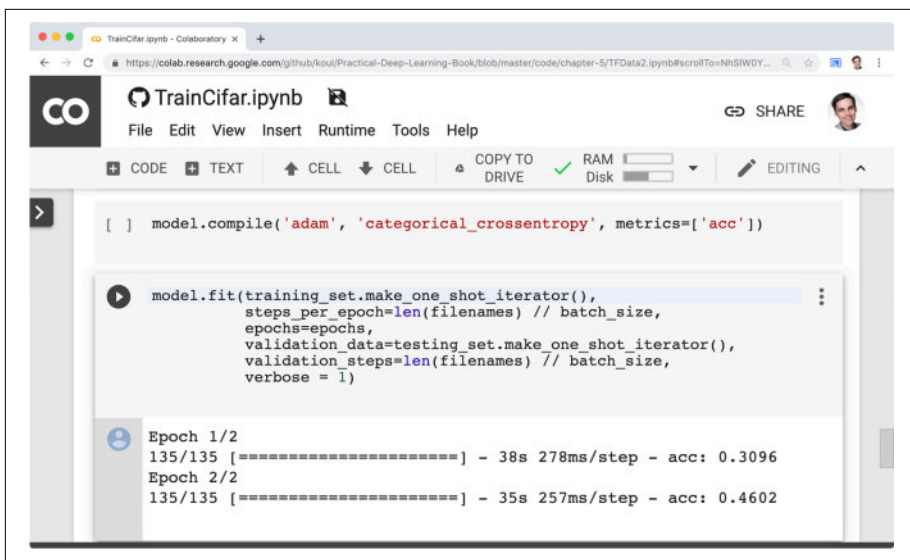 TrainCifar.ipynb - Colaboratory × +
https://colab.research.google.com/github/koul/Practical-Deep-Learning-Book/blob/master/code/chapter-5/TFData2.ipynb#scrollTo=NhSIW0Y...
CO TrainCifar.ipynb SHARE
File Edit View Insert Runtime Tools Help
CODE TEXT CELL CELL COPY TO DRIVE RAM Disk EDITING
[ ] model.compile('adam', 'categorical_crossentropy', metrics=['acc'])
model.fit(training_set.make_one_shot_iterator(),
steps_per_epoch=len(filenames) // batch_size,
epochs=epochs,
validation_data=testing_set.make_one_shot_iterator(),
validation_steps=len(filenames) // batch_size,
verbose = 1)
Epoch 1/2
135/135 [======================] - 38s 278ms/step - acc: 0.3096
Epoch 2/2
135/135 [======================] - 35s 257ms/step - acc: 0.4602